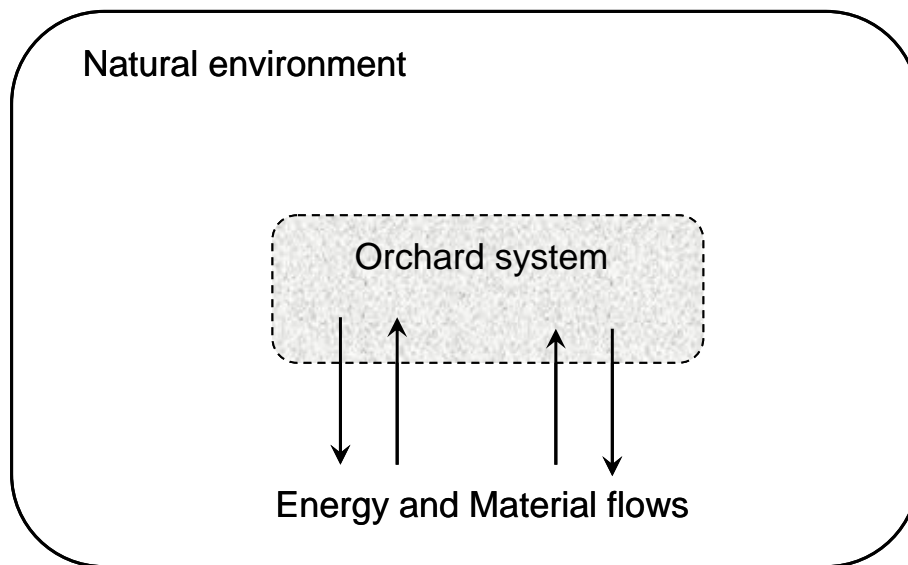 Natural environment
Orchard system
Energy and Material flows